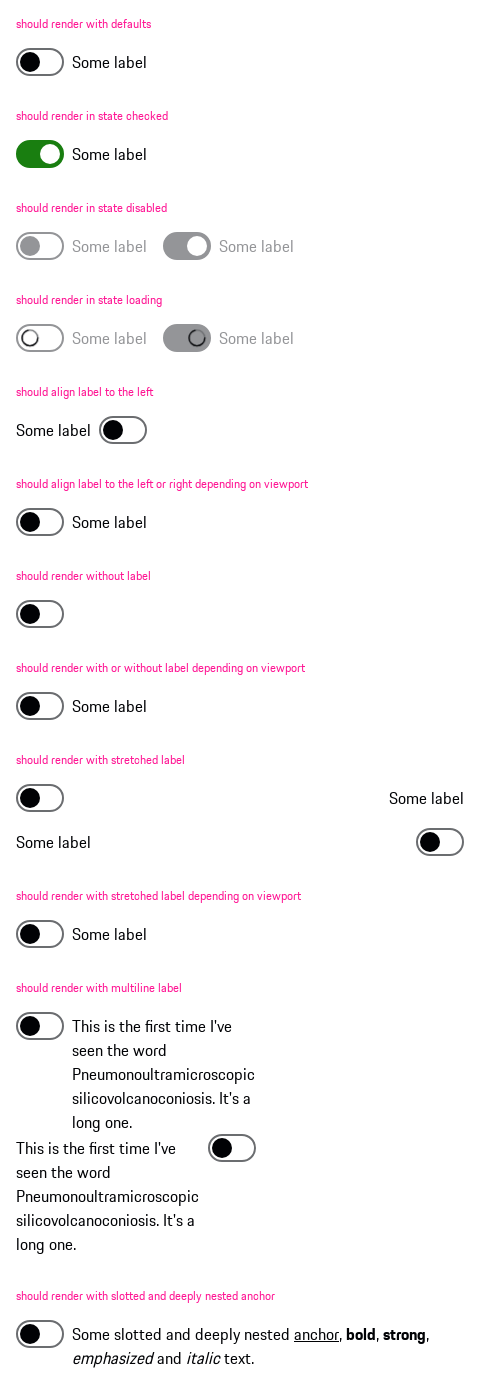 should render with defaults
Some label
should render in state checked
Some label
should render in state disabled
Some label Some label
should render in state loading
Some label Some label
should align label to the left
Some label
should align label to the left or right depending on viewport
Some label
should render without label
should render with or without label depending on viewport
Some label
should render with stretched label
Some label
Some label
should render with stretched label depending on viewport
Some label
should render with multiline label
This is the first time I've
seen the word
Pneumonoultramicroscopic
silicovolcanoconiosis. It's a
long one.
This is the first time I've
seen the word
Pneumonoultramicroscopic
silicovolcanoconiosis. It's a
long one.
should render with slotted and deeply nested anchor
Some slotted and deeply nested anchor, bold, strong,
emphasized and italic text.